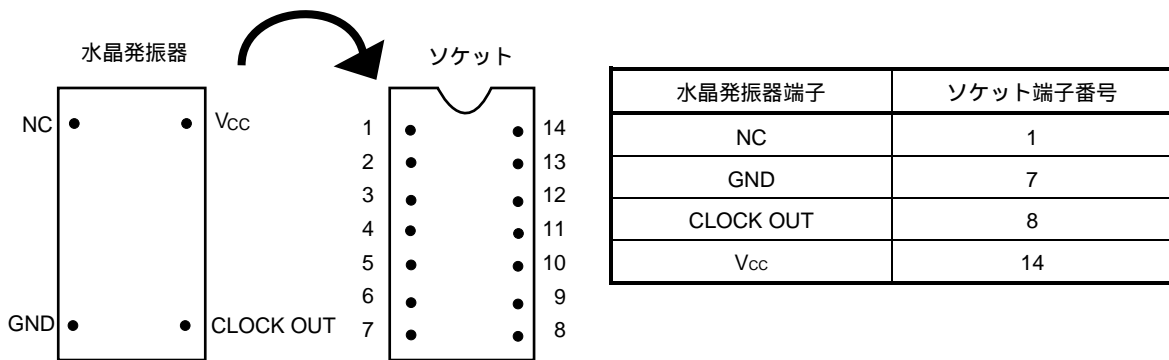 水晶発振器
ソケット
NC
VCC
GND
CLOCK OUT
1
2
3
4
5
6
7
14
13
12
11
10
9
8
水晶発振器端子 ソケット端子番号
NC 1
GND 7
CLOCK OUT 8
VCC 14